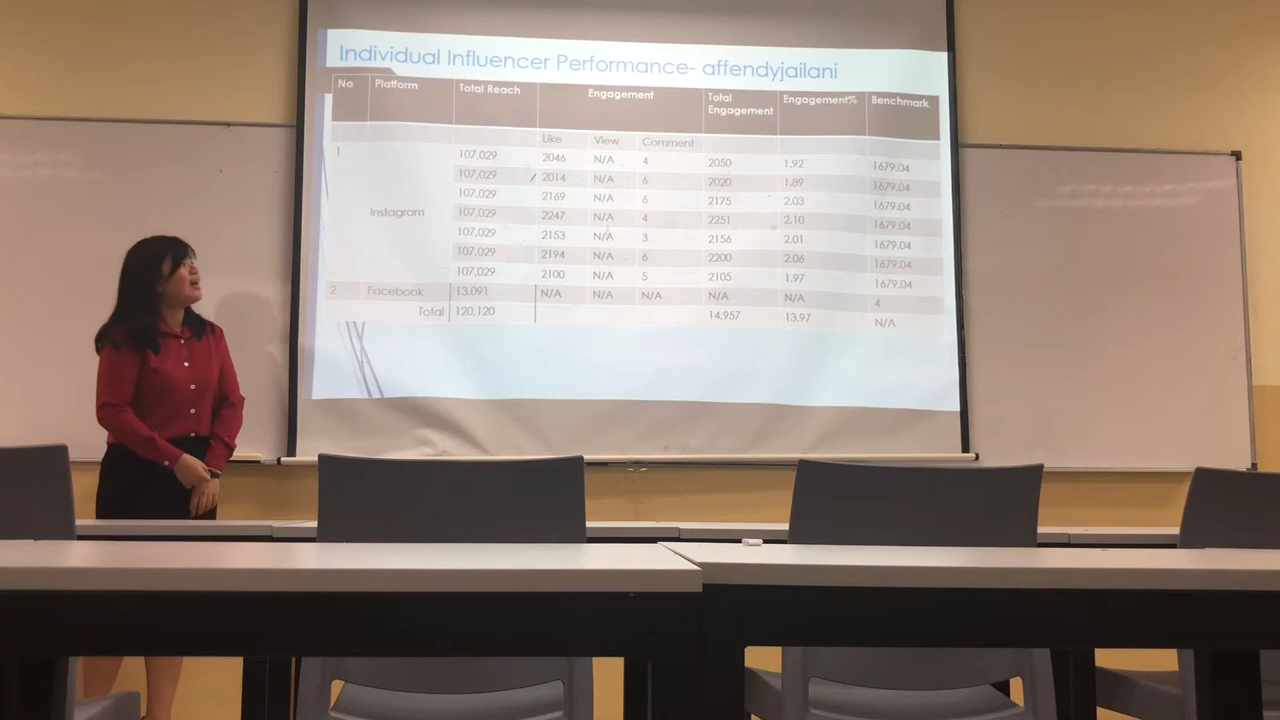 Individual Influencer Performance- affendyjailani
No Platform Total Reach Engagement Total Engagement Engagement% Benchmark
Like View Comment
1 Instagram 107,029 2046 N/A 4 2050 1.92 1679.04
107,029 2014 N/A 6 2020 1.89 1679.04
107,029 2169 N/A 6 2175 2.03 1679.04
107,029 2247 N/A 4 2251 2.10 1679.04
107,029 2153 N/A 3 2156 2.01 1679.04
107,029 2194 N/A 6 2200 2.06 1679.04
107,029 2100 N/A 5 2105 1.97 1679.04
2 Facebook 13,091 N/A N/A N/A N/A N/A 4
Total 120,120 14,957 13.97 N/A